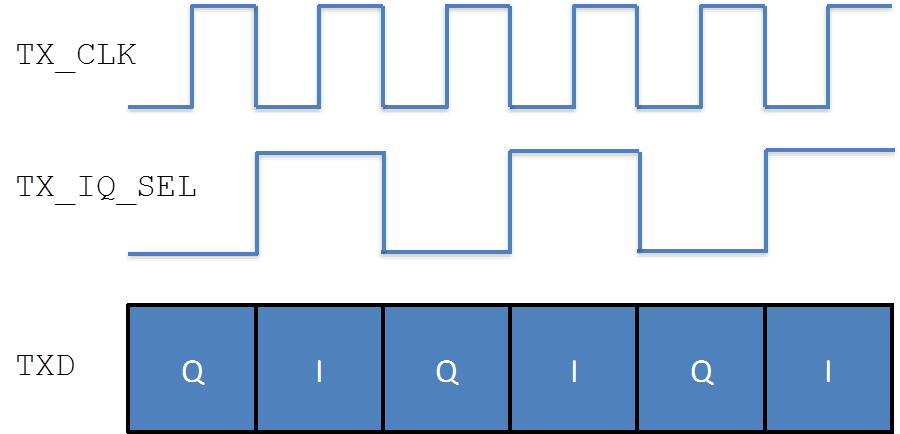 TX_CLK
TX_IQ_SEL
TXD Q I Q I Q I